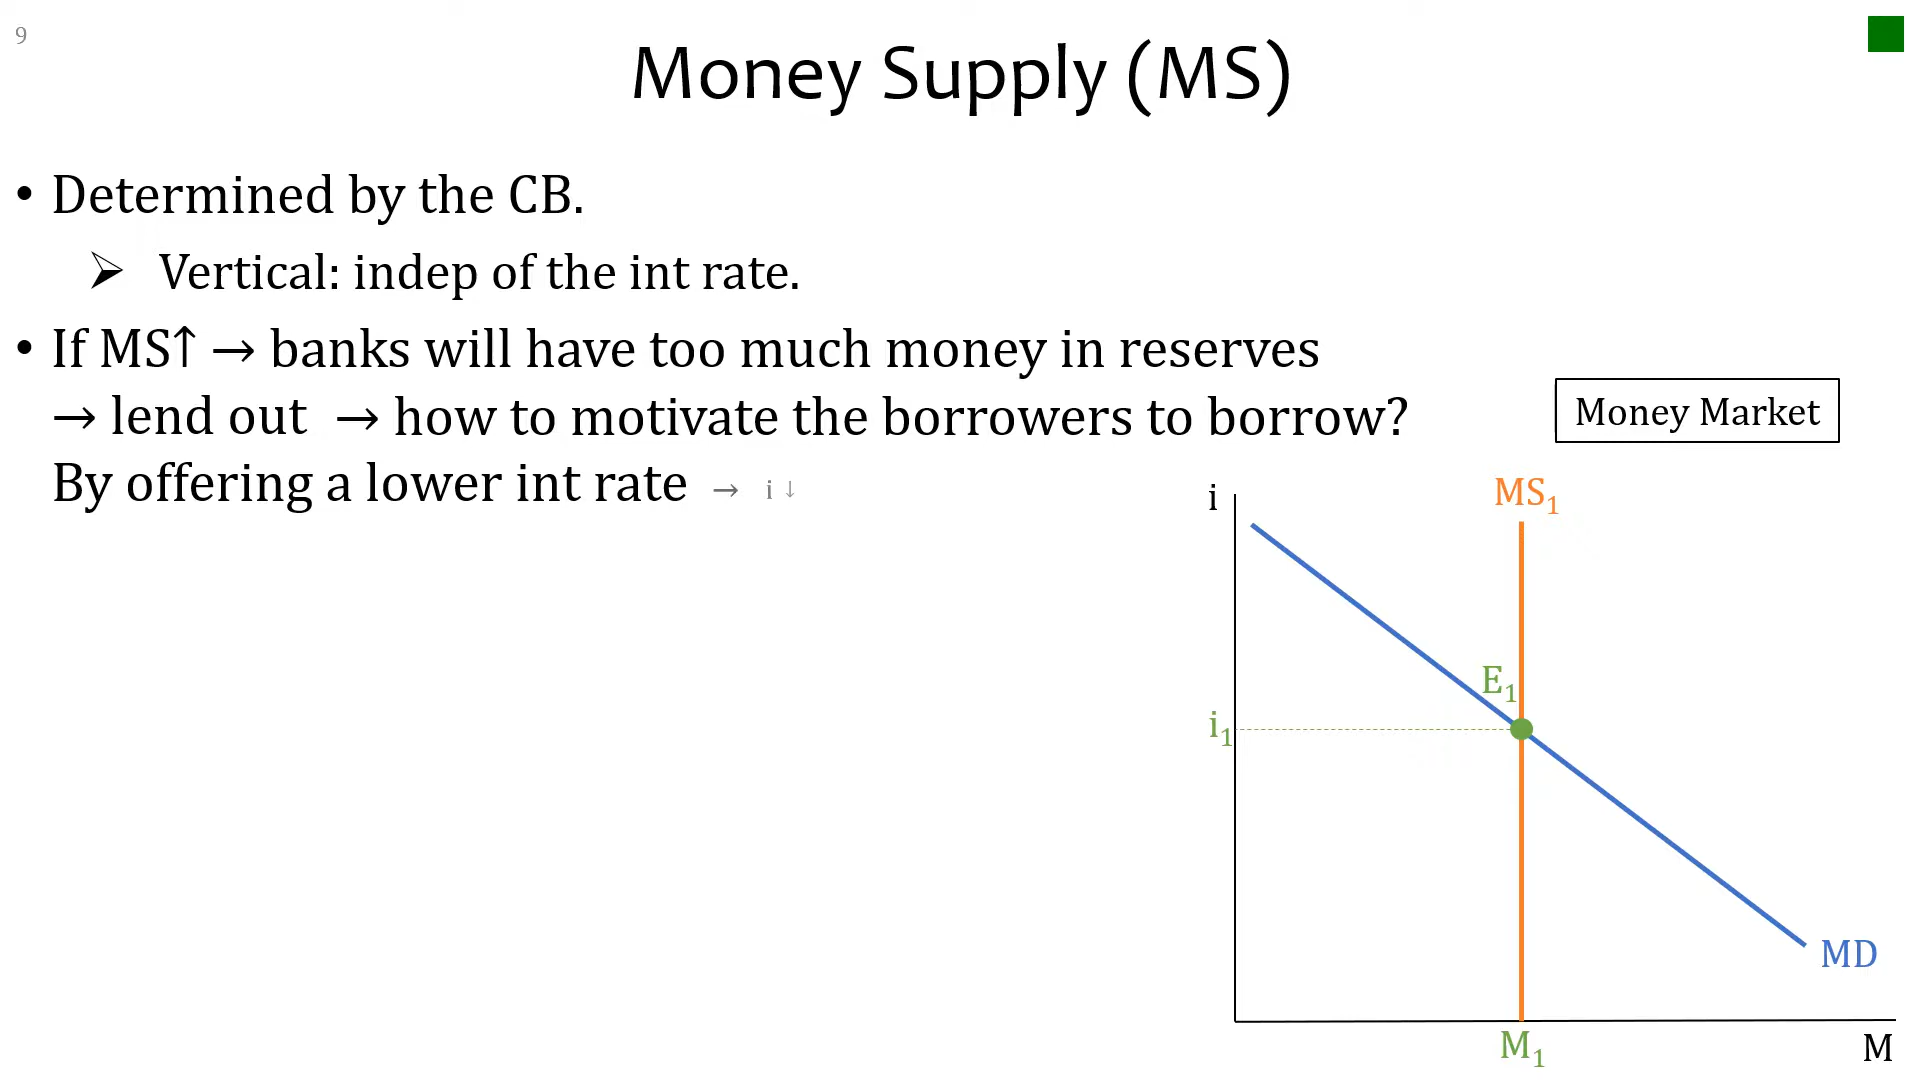 9
Money Supply (MS)
• Determined by the CB.
➢ Vertical: indep of the int rate.
• If MS↑ → banks will have too much money in reserves
→ lend out → how to motivate the borrowers to borrow?
By offering a lower int rate → i ↓
Money Market
i
MS₁
E₁
i₁
MD
M₁
M